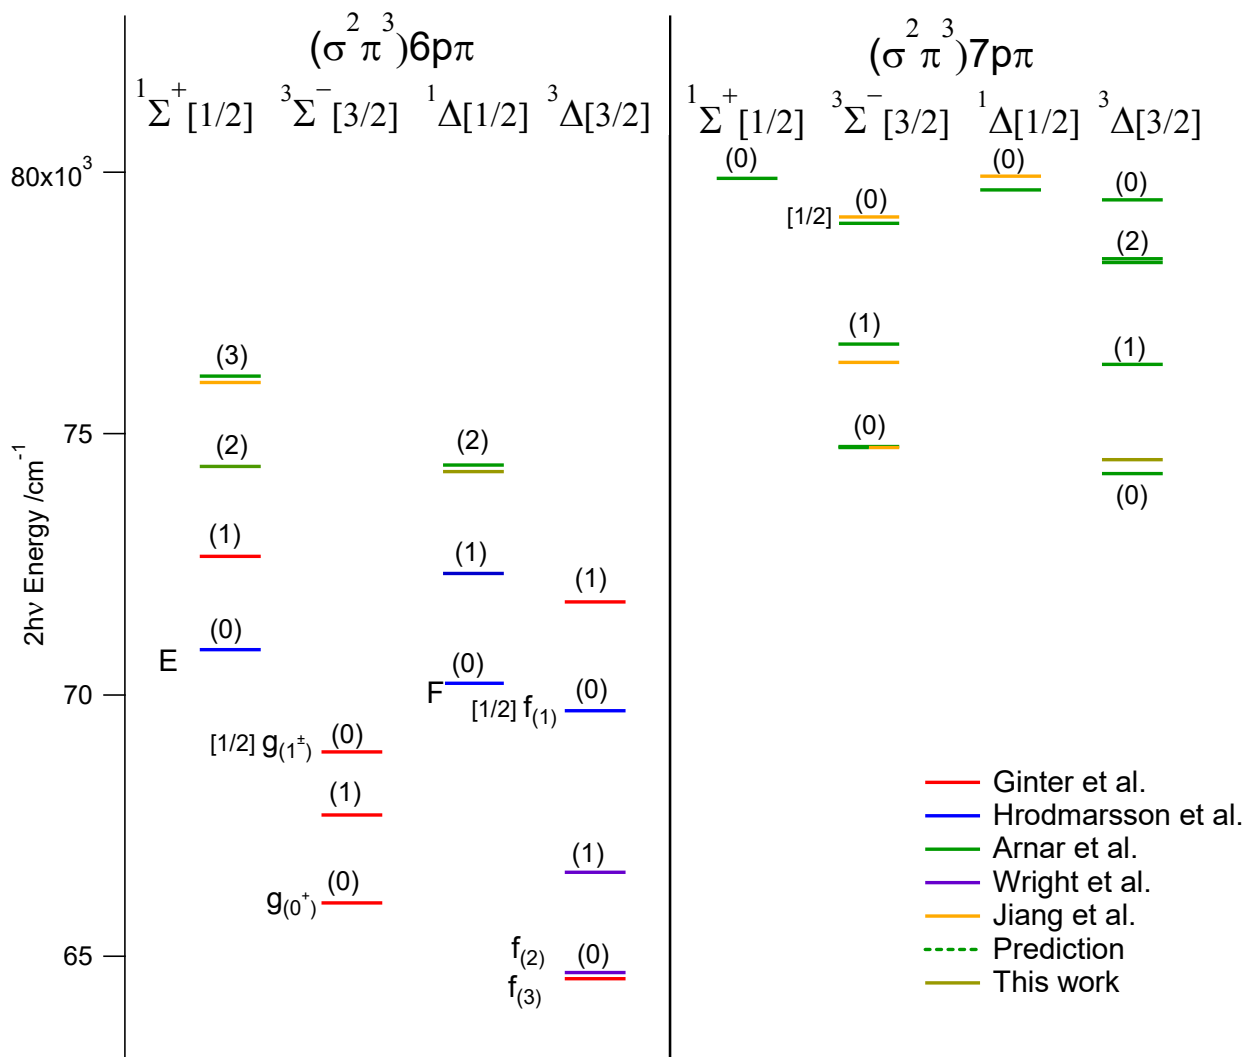 (σ²π³)6pπ
(σ²π³)7pπ
¹Σ⁺[1/2]
³Σ⁻[3/2]
¹Δ[1/2]
³Δ[3/2]
¹Σ⁺[1/2]
³Σ⁻[3/2]
¹Δ[1/2]
³Δ[3/2]
80x10³
75
70
65
2hν Energy /cm⁻¹
(3)
(2)
(1)
(0)
E
[1/2] g(1±)
(0)
(1)
g(0⁺)
(0)
(2)
(1)
F
(0)
(1)
[1/2] f(1)
(0)
(1)
f(2)
(0)
f(3)
(0)
[1/2]
(0)
(1)
(0)
(0)
(0)
(2)
(1)
(0)
Ginter et al.
Hrodmarsson et al.
Arnar et al.
Wright et al.
Jiang et al.
Prediction
This work